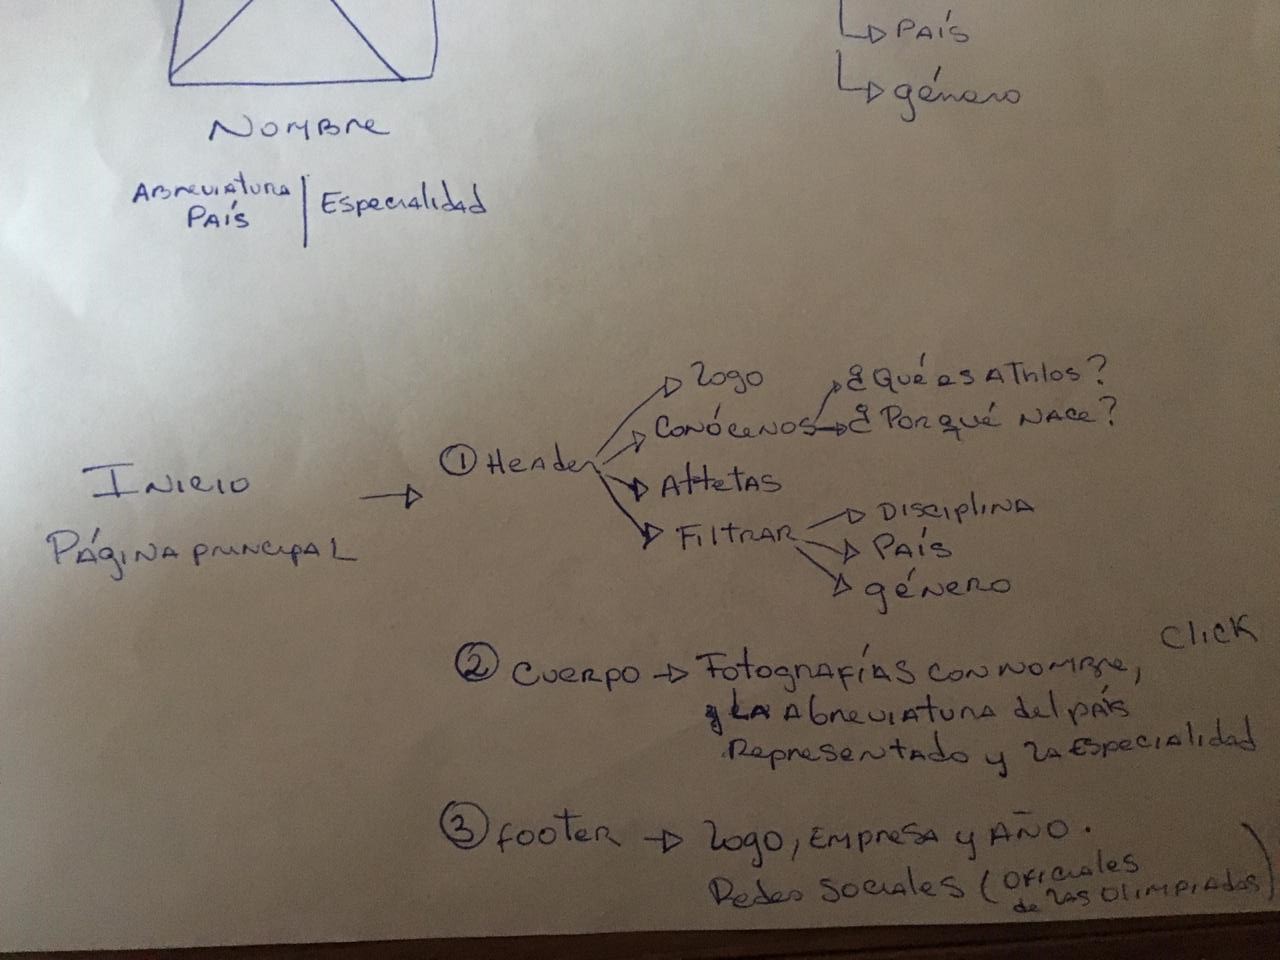 País
género
Nombre
Abreviatura
País
Especialidad
Logo
¿Qué es Athlos?
Conócenos
¿Por qué nace?
① Header
Inicio
Página principal
Atletas
Filtrar
Disciplina
País
género
② Cuerpo → Fotografías con nombre,
Click
y la Abreviatura del país
Representado y la Especialidad
③ footer → Logo, Empresa y Año.
Redes Sociales (Oficiales
de las Olimpiadas)